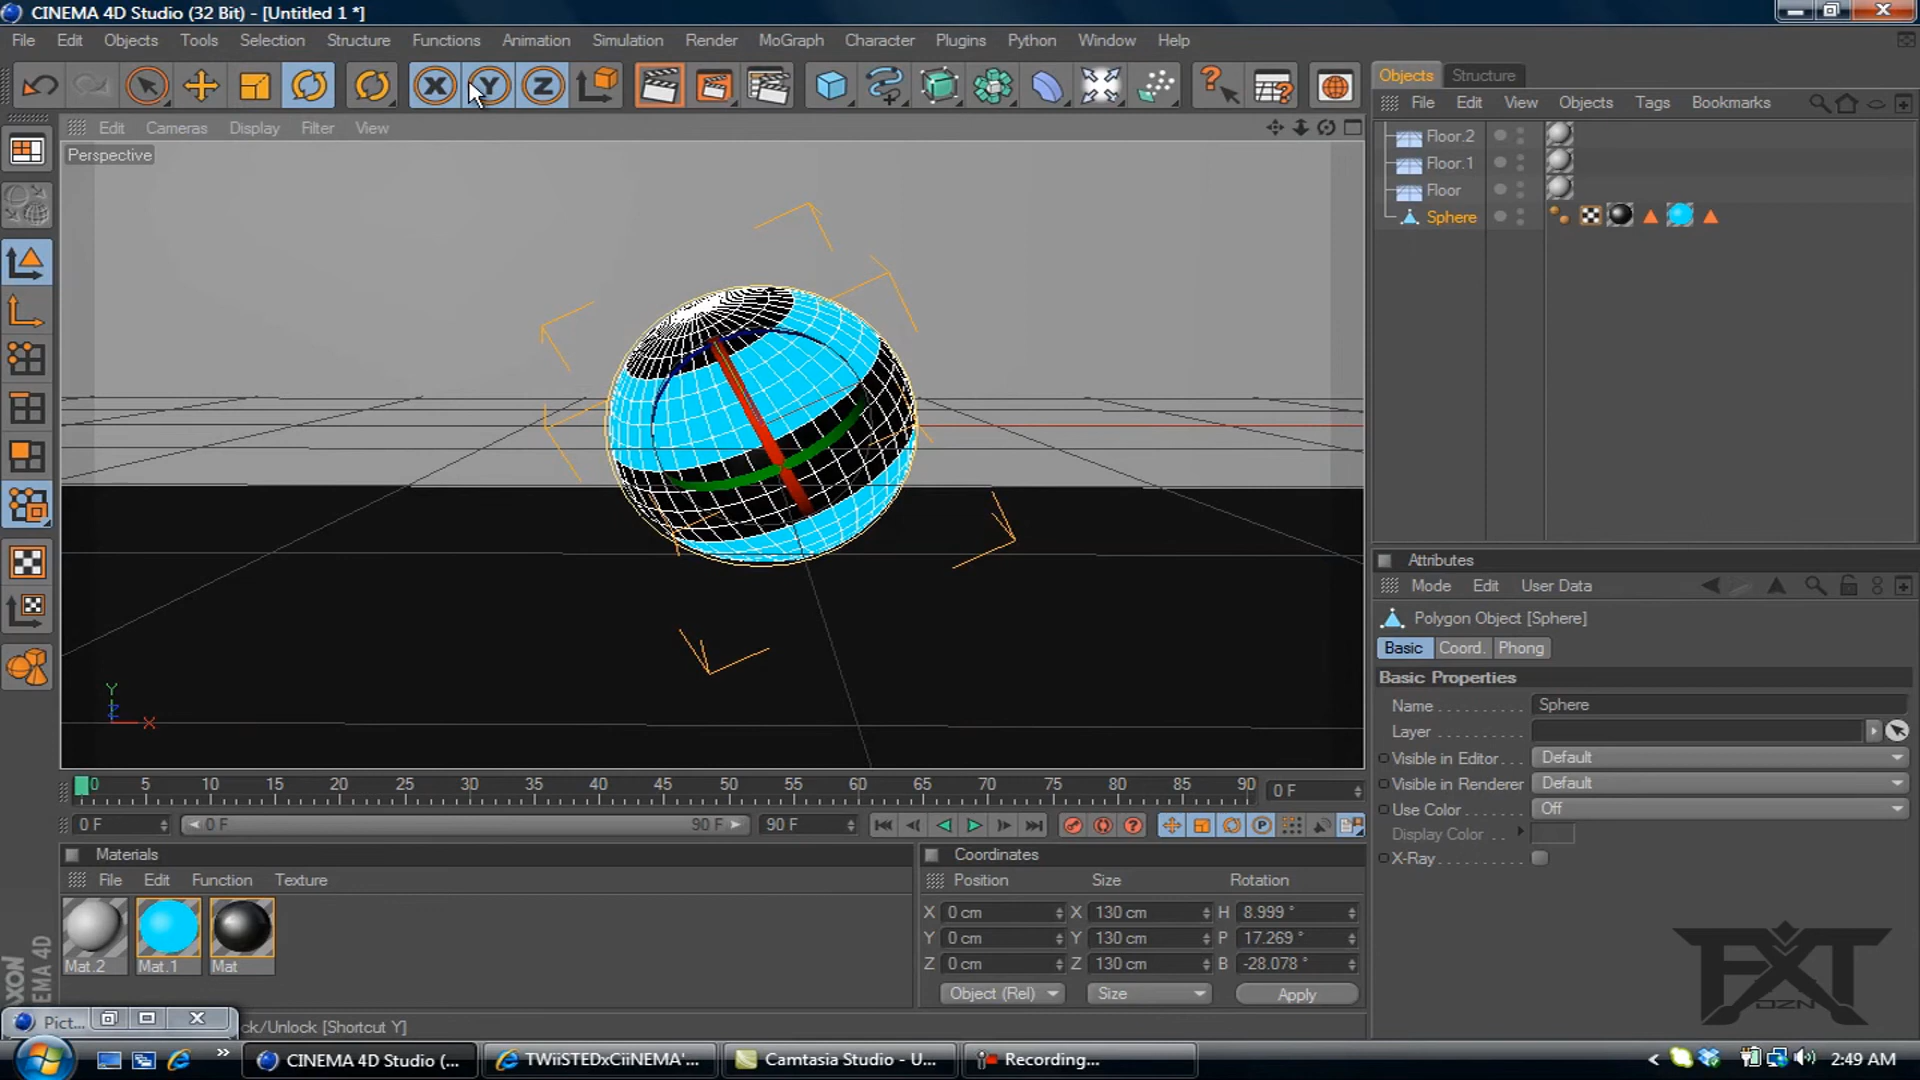 CINEMA 4D Studio (32 Bit) - [Untitled 1 *]
File Edit Objects Tools Selection Structure Functions Animation Simulation Render MoGraph Character Plugins Python Window Help
X Y Z
Objects Structure
File Edit View Objects Tags Bookmarks
Edit Cameras Display Filter View
Perspective
Floor.2
Floor.1
Floor
Sphere
Attributes
Mode Edit User Data
Polygon Object [Sphere]
Basic Coord. Phong
Basic Properties
Name Sphere
Layer
Visible in Editor Default
Visible in Renderer Default
Use Color Off
Display Color
X-Ray
Y
Z
X
0 5 10 15 20 25 30 35 40 45 50 55 60 65 70 75 80 85 90 0 F
0 F 0 F 90 F 90 F
Materials
File Edit Function Texture
Mat.2 Mat.1 Mat
Coordinates
Position Size Rotation
X 0 cm X 130 cm H 8.999 °
Y 0 cm Y 130 cm P 17.269 °
Z 0 cm Z 130 cm B -28.078 °
Object (Rel) Size Apply
FXT
DZN
AXON
EMA 4D
Pict...
ck/Unlock [Shortcut Y]
CINEMA 4D Studio (... TWiiSTEDxCiiNEMA'... Camtasia Studio - U... Recording...
2:49 AM